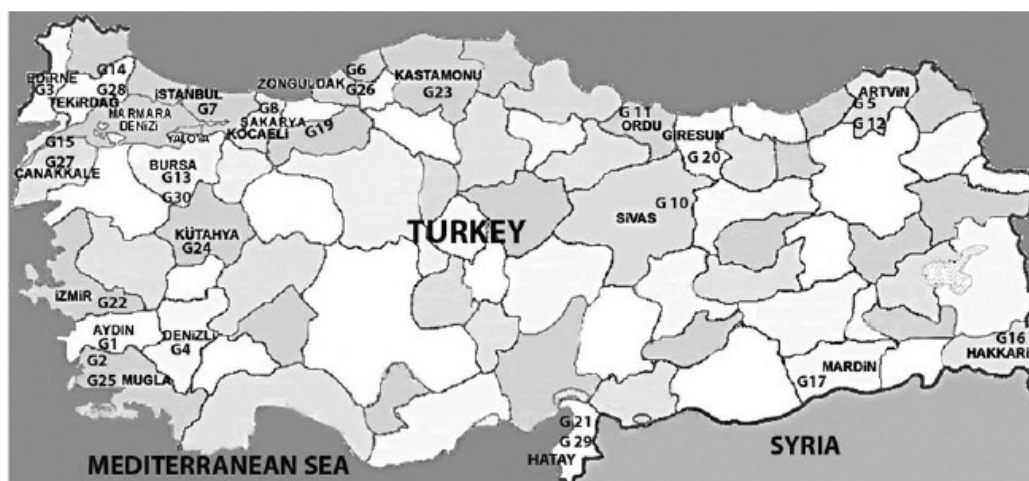 G14
EDİRNE
G3
G28
TEKİRDAG
İSTANBUL
G7
MARMARA
DENİZİ
YALOVA
G15
G27
ÇANAKKALE
BURSA
G13
G30
ZONGULDAK
G6
G26
G8
SAKARYA
KOCAELİ
G19
KASTAMONU
G23
G 11
ORDU
GİRESUN
G 20
ARTVİN
G 5
G 12
G 10
SİVAS
TURKEY
KÜTAHYA
G24
İZMİR
G22
AYDIN
G1
G2
G25
MUGLA
DENİZLİ
G4
G16
HAKKARİ
MARDİN
G17
G 21
G 29
HATAY
SYRIA
MEDITERRANEAN SEA